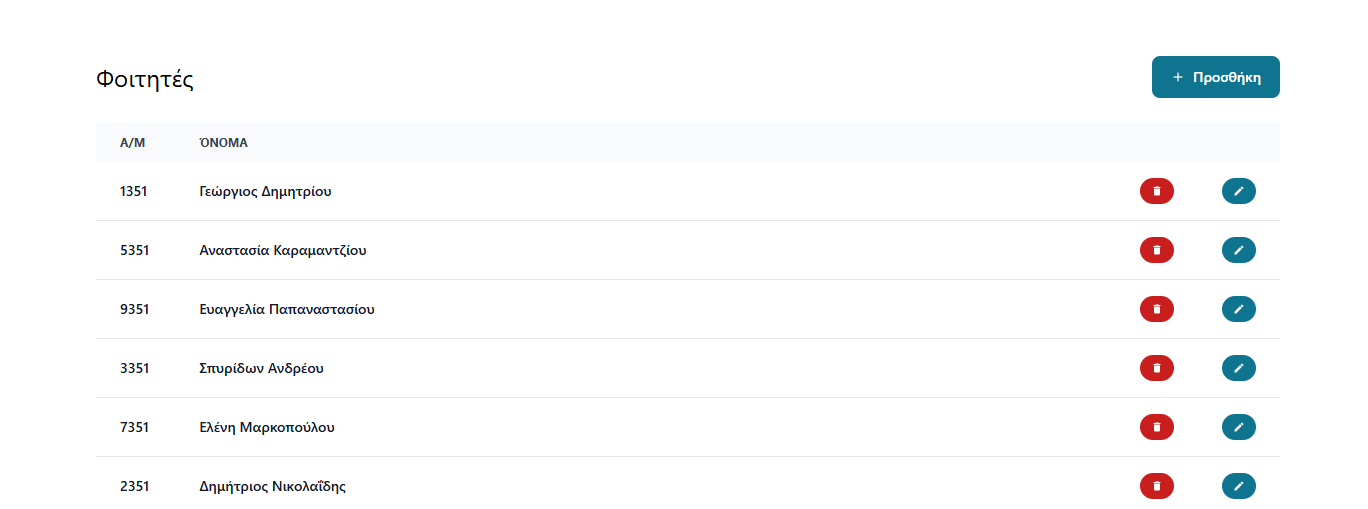 Φοιτητές
+ Προσθήκη
Α/Μ ΌΝΟΜΑ
1351 Γεώργιος Δημητρίου
5351 Αναστασία Καραμαντζίου
9351 Ευαγγελία Παπαναστασίου
3351 Σπυρίδων Ανδρέου
7351 Ελένη Μαρκοπούλου
2351 Δημήτριος Νικολαΐδης